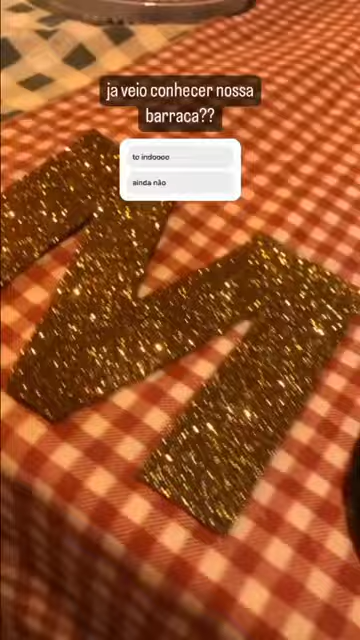 ja veio conhecer nossa
barraca??
to indoooo
ainda não
M